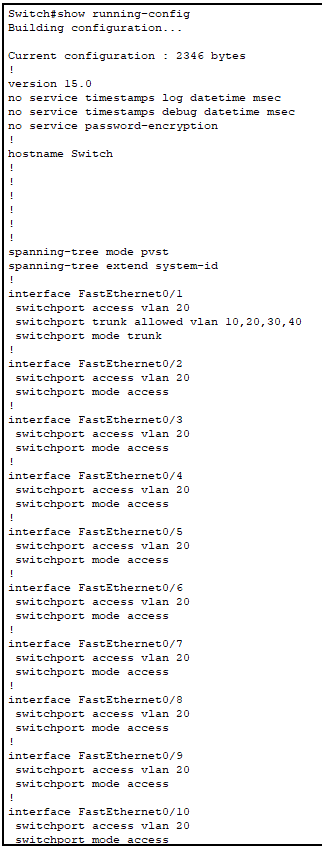 Switch#show running-config
Building configuration...
Current configuration : 2346 bytes
!
version 15.0
no service timestamps log datetime msec
no service timestamps debug datetime msec
no service password-encryption
!
hostname Switch
!
!
!
!
!
!
spanning-tree mode pvst
spanning-tree extend system-id
!
interface FastEthernet0/1
switchport access vlan 20
switchport trunk allowed vlan 10,20,30,40
switchport mode trunk
!
interface FastEthernet0/2
switchport access vlan 20
switchport mode access
!
interface FastEthernet0/3
switchport access vlan 20
switchport mode access
!
interface FastEthernet0/4
switchport access vlan 20
switchport mode access
!
interface FastEthernet0/5
switchport access vlan 20
switchport mode access
!
interface FastEthernet0/6
switchport access vlan 20
switchport mode access
!
interface FastEthernet0/7
switchport access vlan 20
switchport mode access
!
interface FastEthernet0/8
switchport access vlan 20
switchport mode access
!
interface FastEthernet0/9
switchport access vlan 20
switchport mode access
!
interface FastEthernet0/10
switchport access vlan 20
switchport mode access